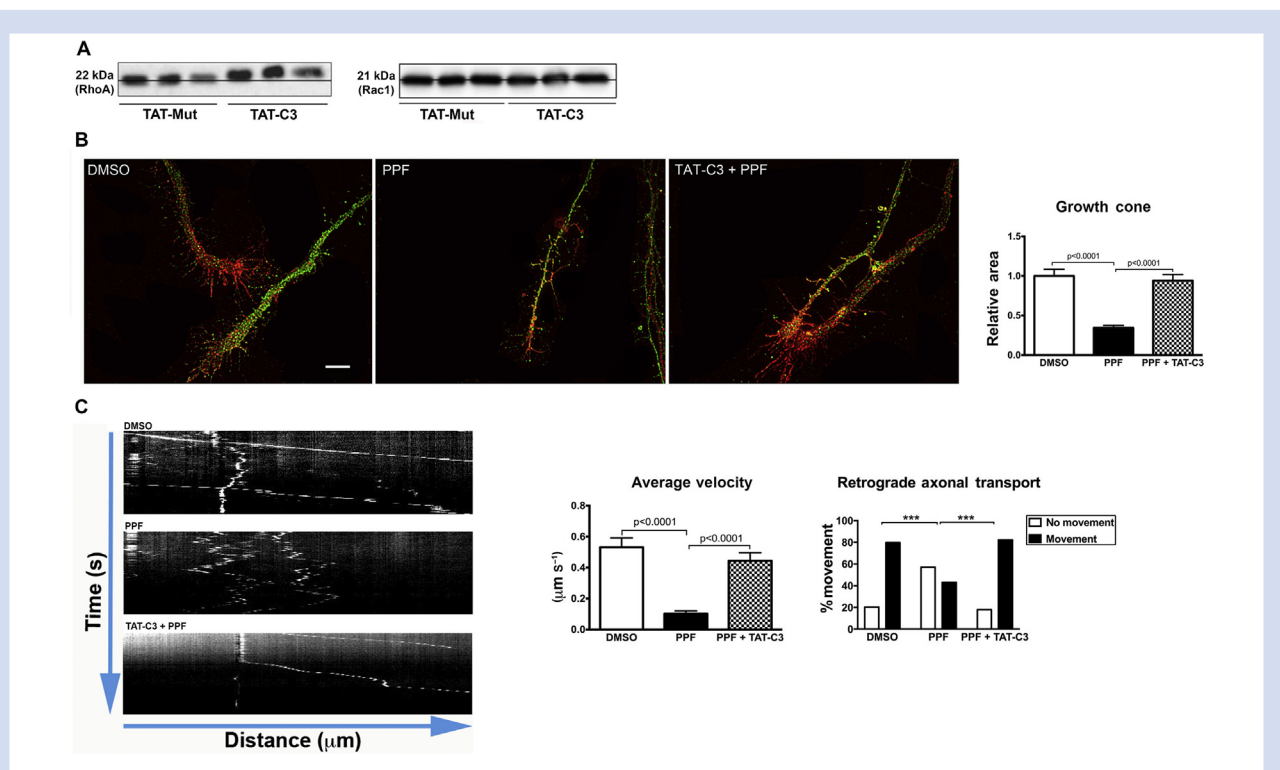 A
22 kDa
(RhoA)
TAT-Mut
TAT-C3
21 kDa
(Rac1)
TAT-Mut
TAT-C3
B
DMSO
PPF
TAT-C3 + PPF
Growth cone
Relative area
1.5
1.0
0.5
0.0
p<0.0001
p<0.0001
DMSO
PPF
PPF + TAT-C3
C
Time (s)
DMSO
PPF
TAT-C3 + PPF
Distance (μm)
Average velocity
(μm s⁻¹)
0.8
0.6
0.4
0.2
0.0
p<0.0001
p<0.0001
DMSO
PPF
PPF + TAT-C3
Retrograde axonal transport
% movement
100
80
60
40
20
0
***
***
No movement
Movement
DMSO
PPF
PPF + TAT-C3